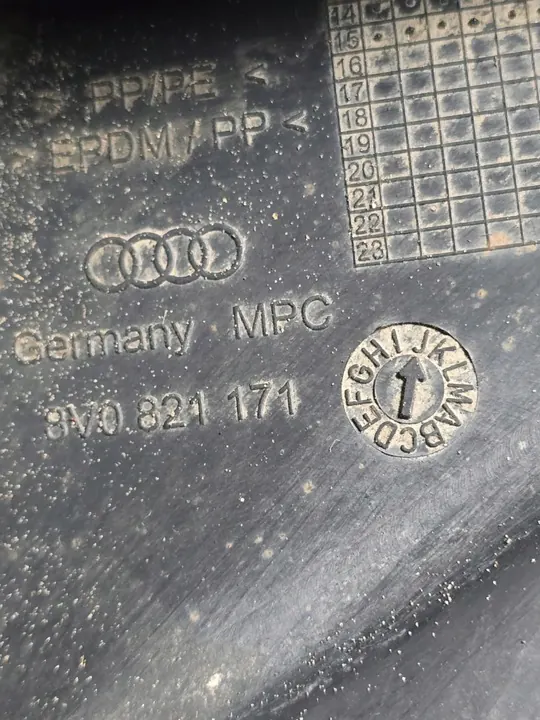 > PP/PE <
> EPDM / PP <
Germany MPC
8V0 821 171
14
15
16
17
18
19
20
21
22
23
ABCDEFGHIJKLM